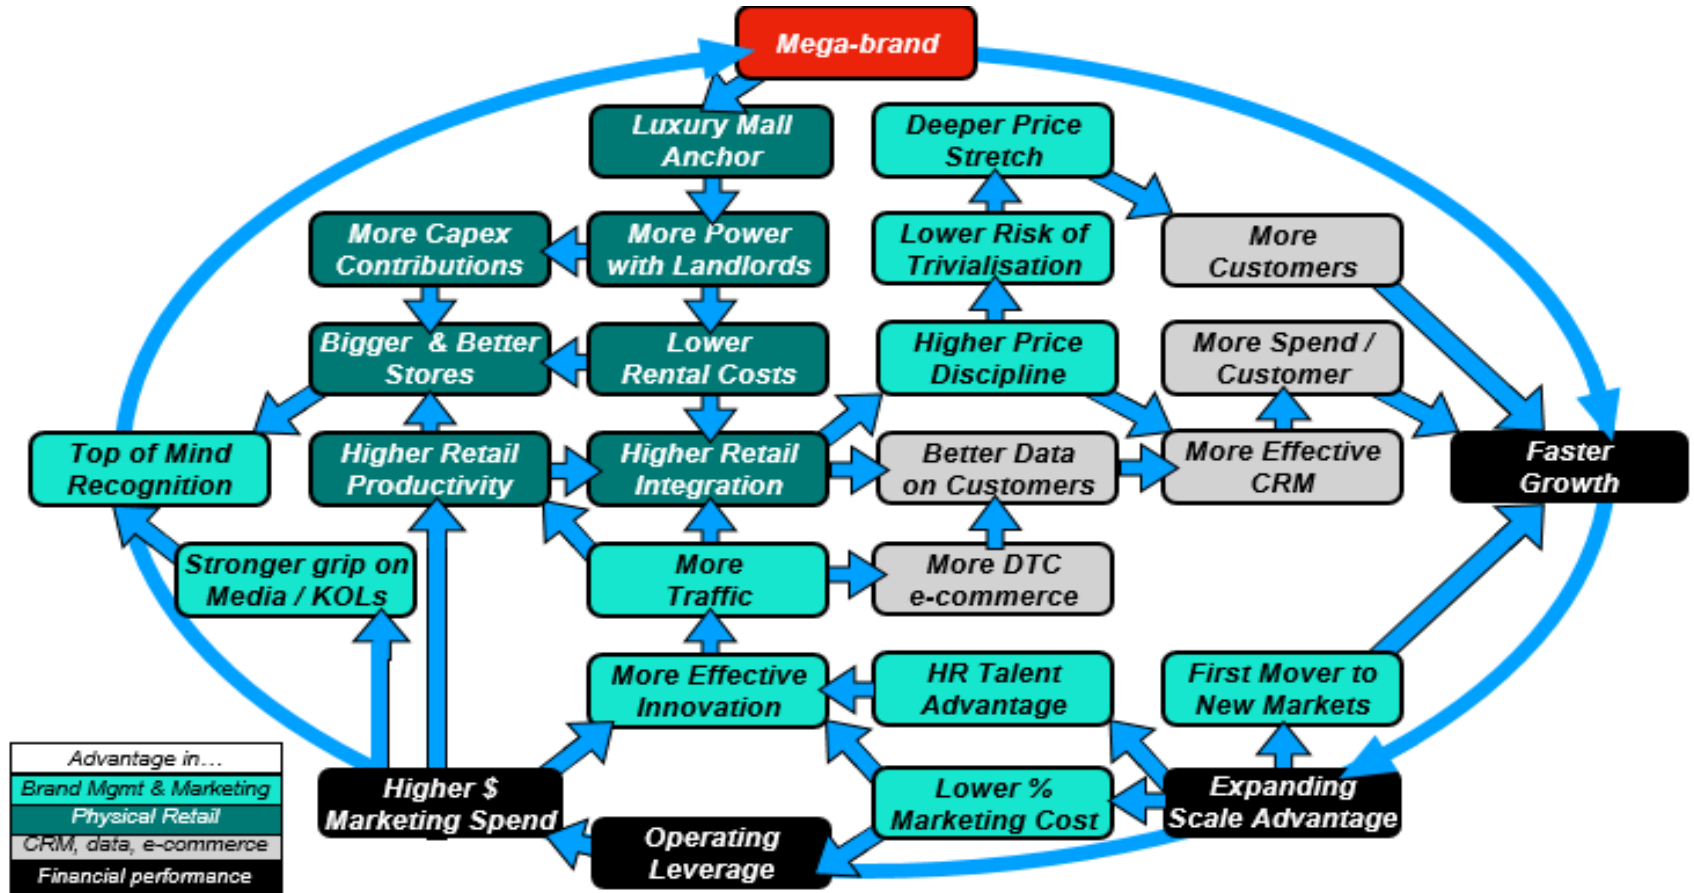 Mega-brand
Luxury Mall
Anchor
Deeper Price
Stretch
More Capex
Contributions
More Power
with Landlords
Lower Risk of
Trivialisation
More
Customers
Bigger & Better
Stores
Lower
Rental Costs
Higher Price
Discipline
More Spend /
Customer
Top of Mind
Recognition
Higher Retail
Productivity
Higher Retail
Integration
Better Data
on Customers
More Effective
CRM
Faster
Growth
Stronger grip on
Media / KOLs
More
Traffic
More DTC
e-commerce
More Effective
Innovation
HR Talent
Advantage
First Mover to
New Markets
Higher $
Marketing Spend
Operating
Leverage
Lower %
Marketing Cost
Expanding
Scale Advantage
Advantage in...
Brand Mgmt & Marketing
Physical Retail
CRM, data, e-commerce
Financial performance